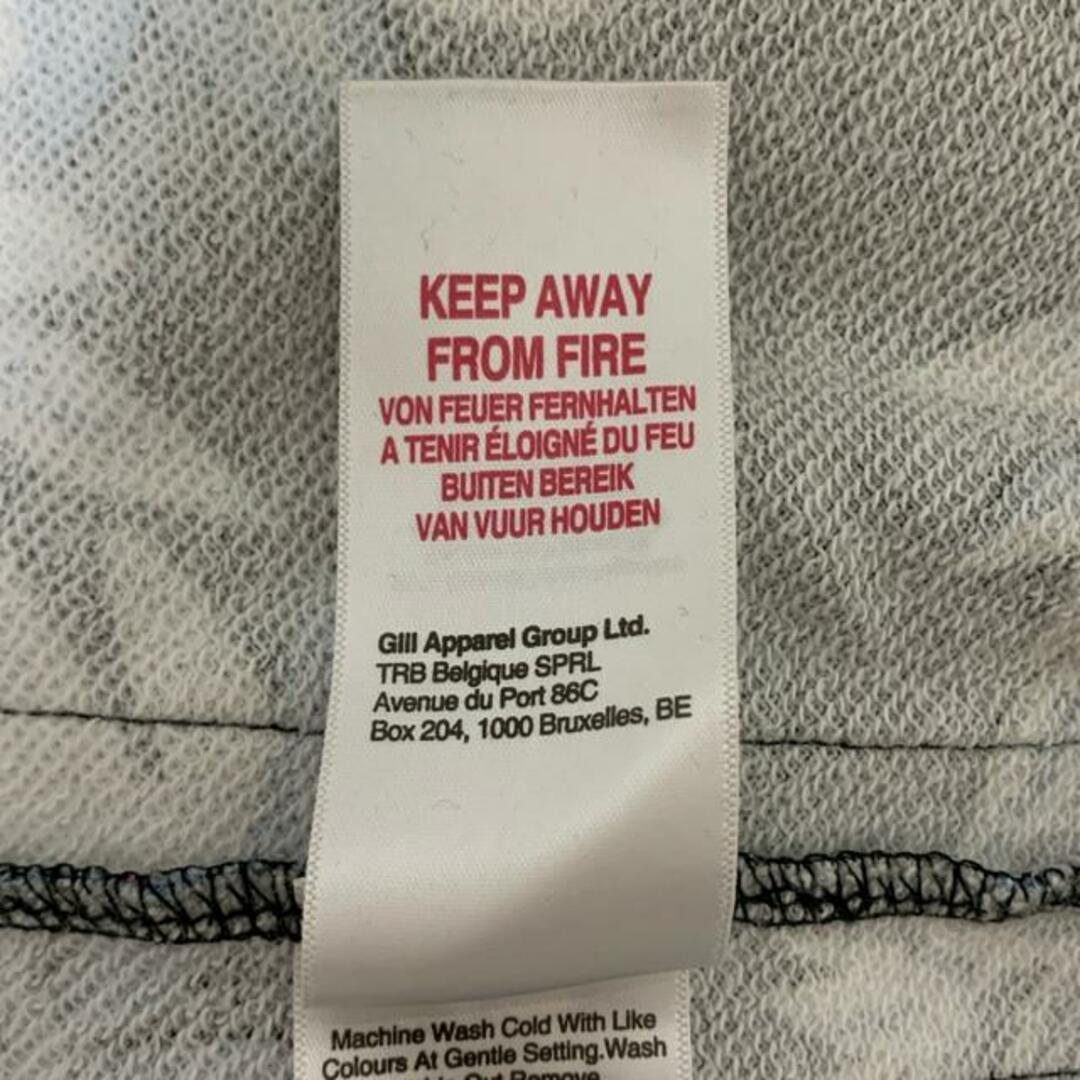 KEEP AWAY
FROM FIRE
VON FEUER FERNHALTEN
A TENIR ÉLOIGNÉ DU FEU
BUITEN BEREIK
VAN VUUR HOUDEN
Gill Apparel Group Ltd.
TRB Belgique SPRL
Avenue du Port 86C
Box 204, 1000 Bruxelles, BE
Machine Wash Cold With Like
Colours At Gentle Setting.Wash
Out Remove